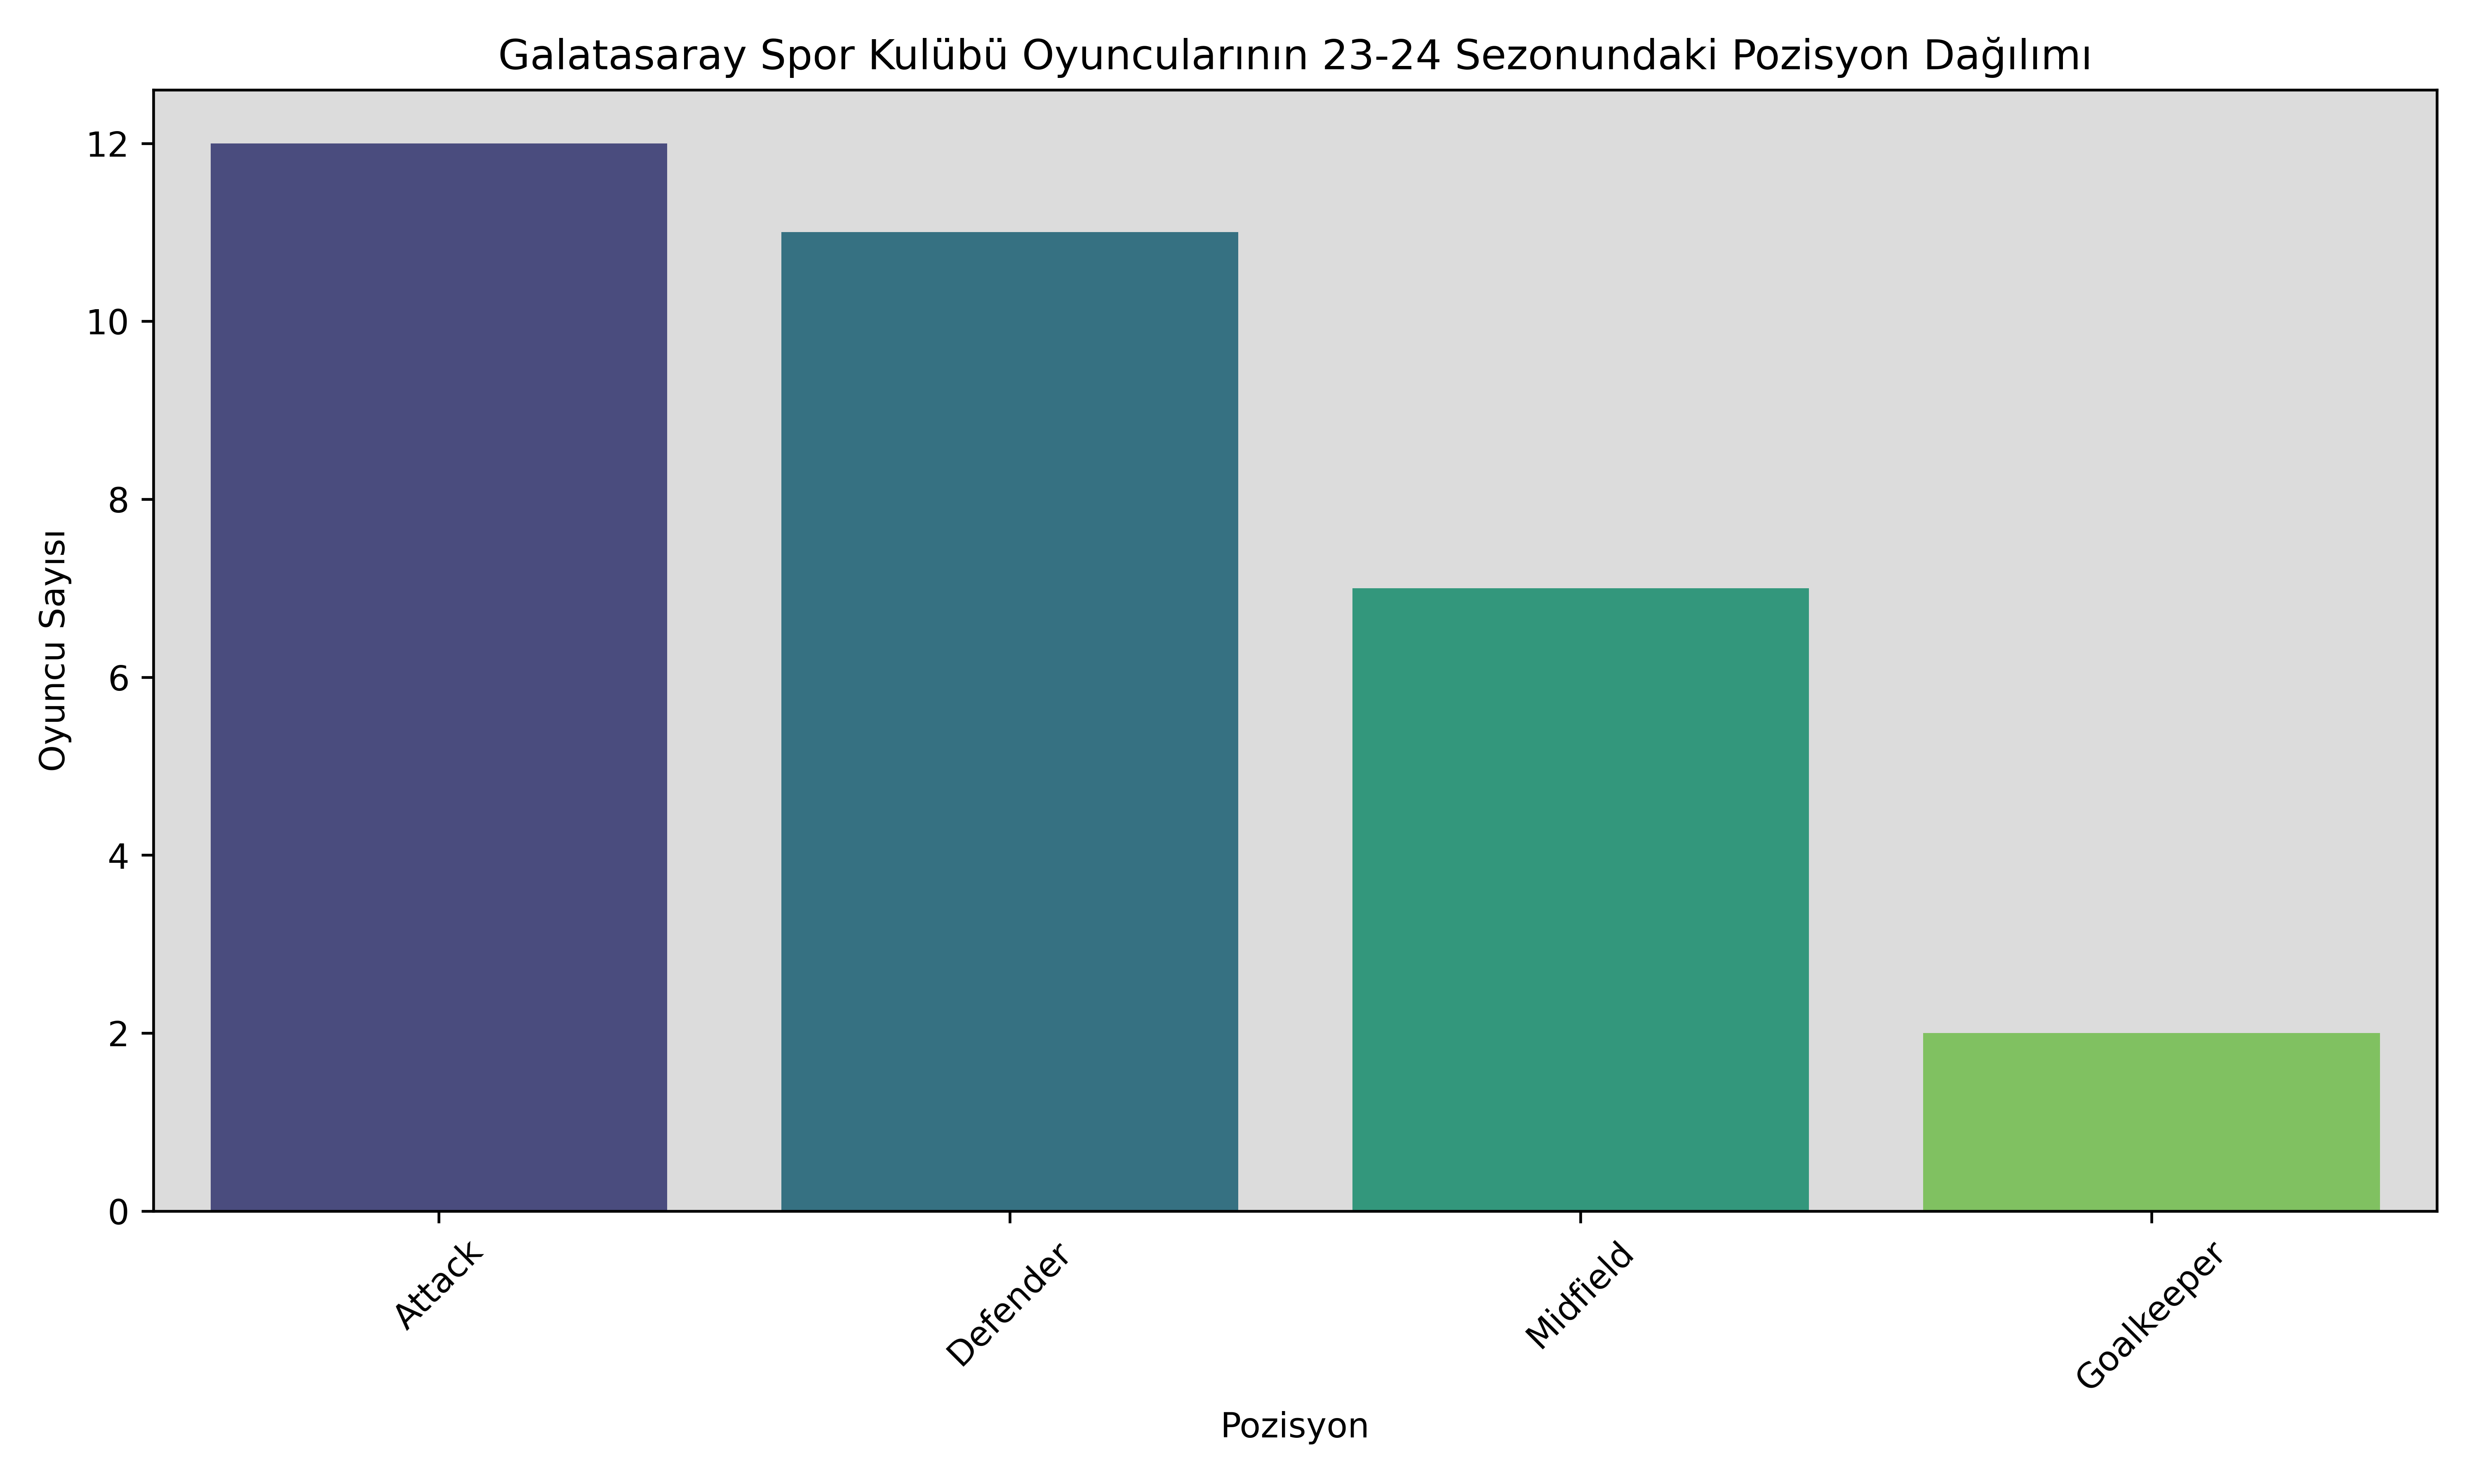 Galatasaray Spor Kulübü Oyuncularının 23-24 Sezonundaki Pozisyon Dağılımı
12
10
8
6
4
2
0
Oyuncu Sayısı
Attack
Defender
Midfield
Goalkeeper
Pozisyon